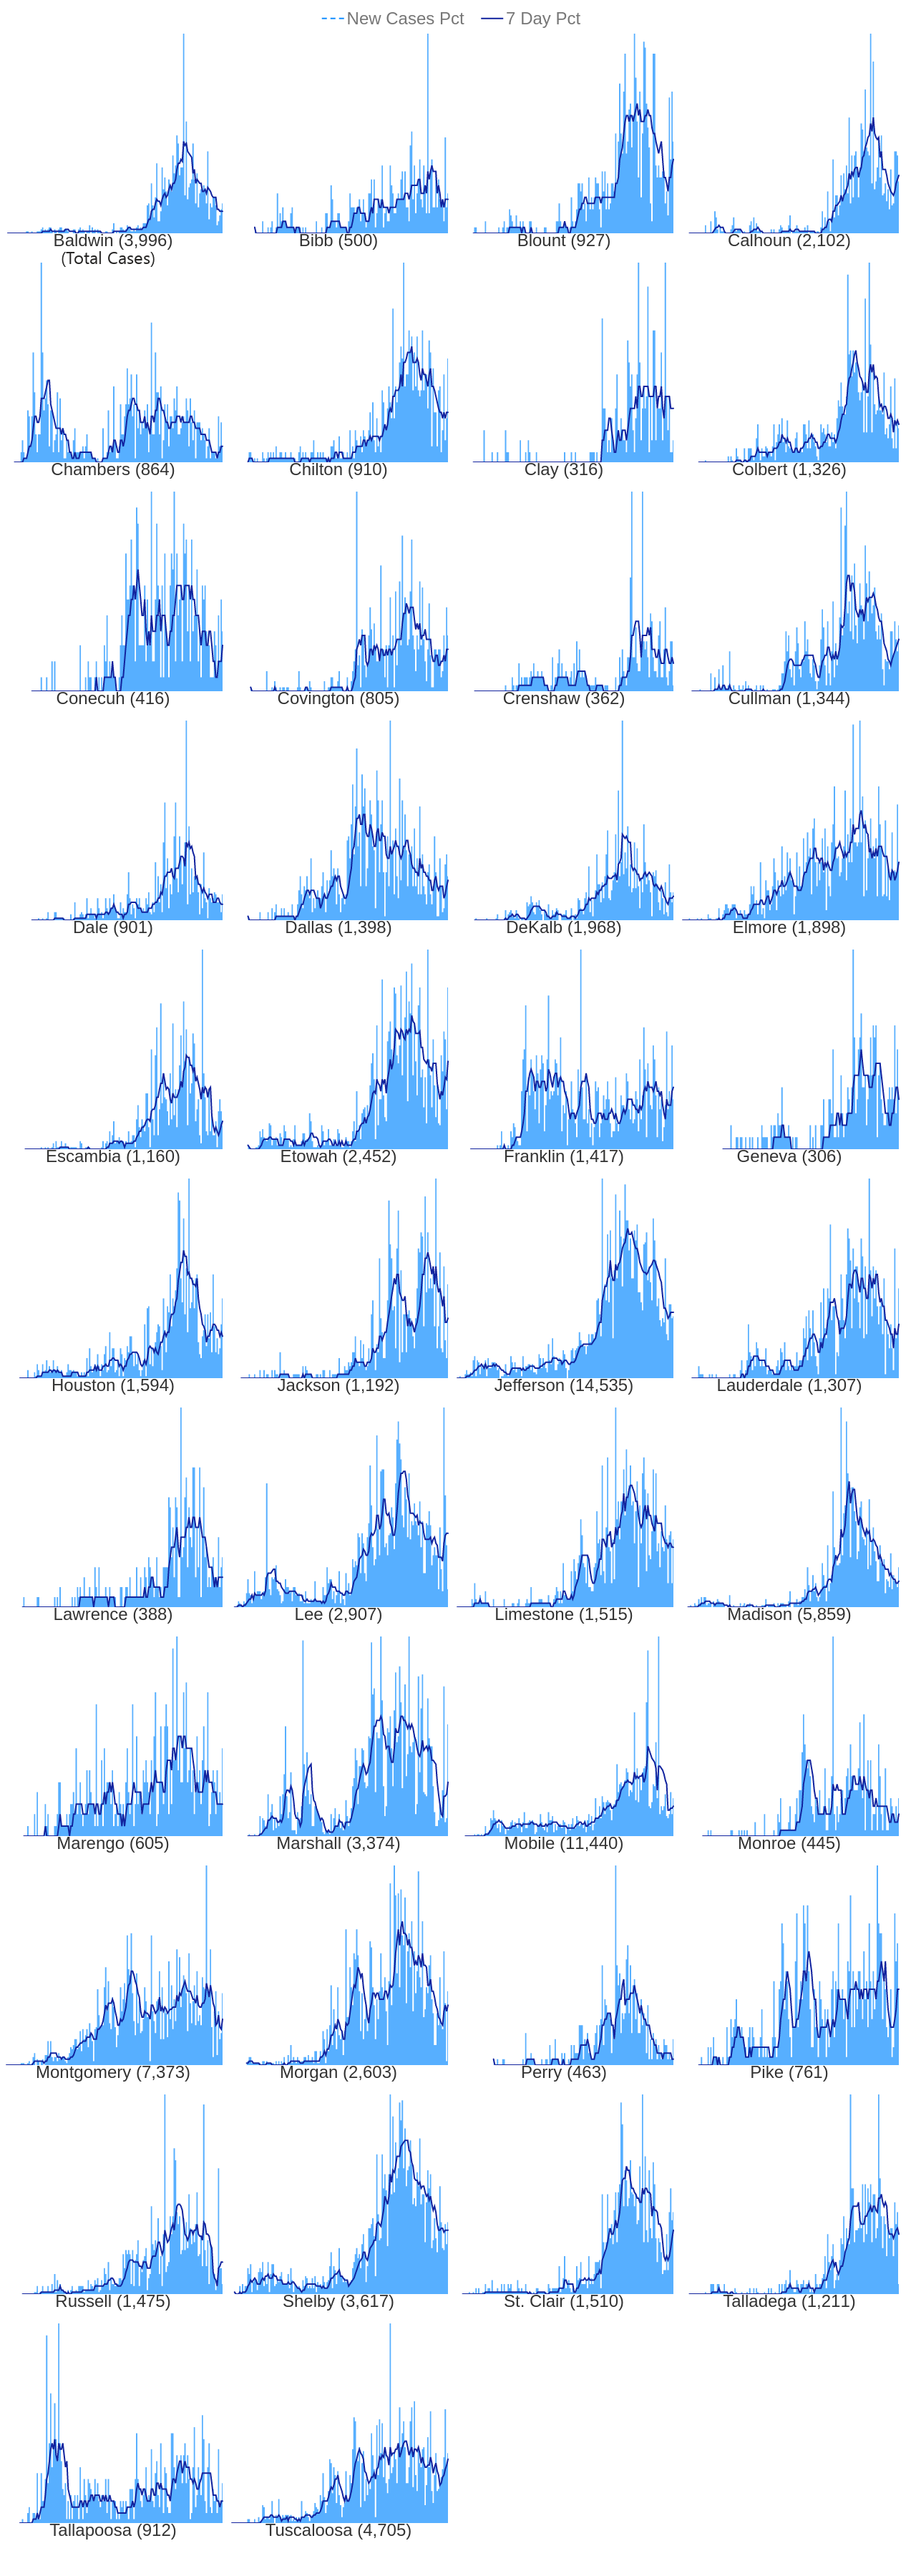 New Cases Pct 7 Day Pct
Baldwin (3,996) Bibb (500) Blount (927) Calhoun (2,102)
(Total Cases)
Chambers (864) Chilton (910) Clay (316) Colbert (1,326)
Conecuh (416) Covington (805) Crenshaw (362) Cullman (1,344)
Dale (901) Dallas (1,398) DeKalb (1,968) Elmore (1,898)
Escambia (1,160) Etowah (2,452) Franklin (1,417) Geneva (306)
Houston (1,594) Jackson (1,192) Jefferson (14,535) Lauderdale (1,307)
Lawrence (388) Lee (2,907) Limestone (1,515) Madison (5,859)
Marengo (605) Marshall (3,374) Mobile (11,440) Monroe (445)
Montgomery (7,373) Morgan (2,603) Perry (463) Pike (761)
Russell (1,475) Shelby (3,617) St. Clair (1,510) Talladega (1,211)
Tallapoosa (912) Tuscaloosa (4,705)